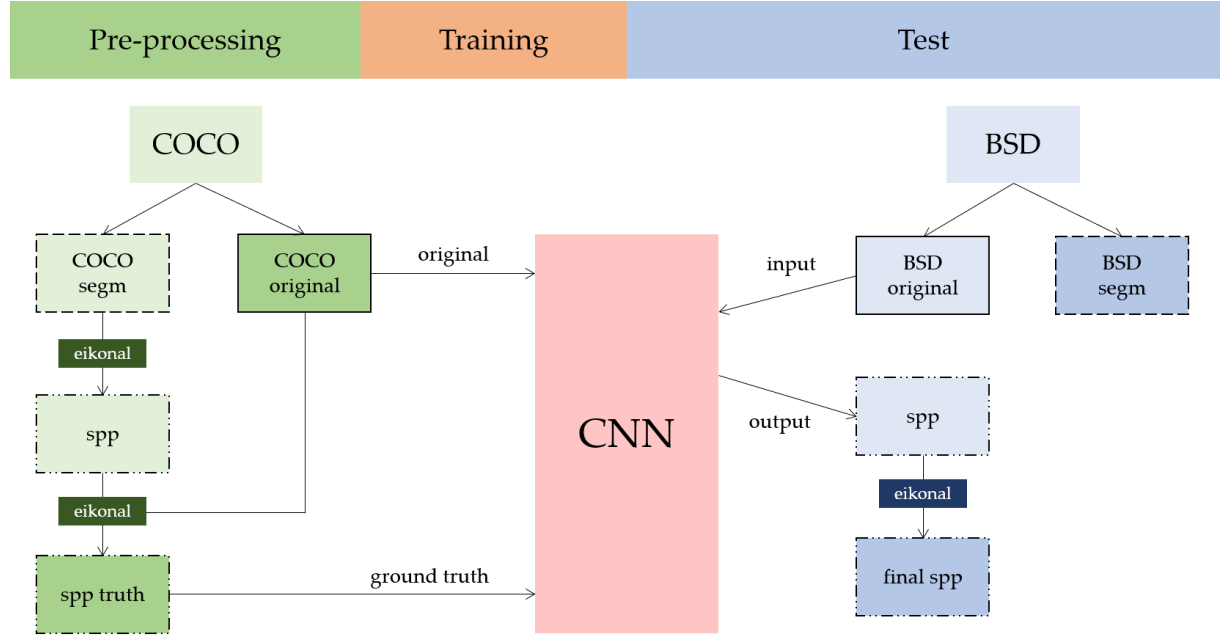 Pre-processing
Training
Test
COCO
BSD
COCO
segm
COCO
original
original
input
BSD
original
BSD
segm
eikonal
spp
CNN
output
spp
eikonal
eikonal
spp truth
ground truth
final spp